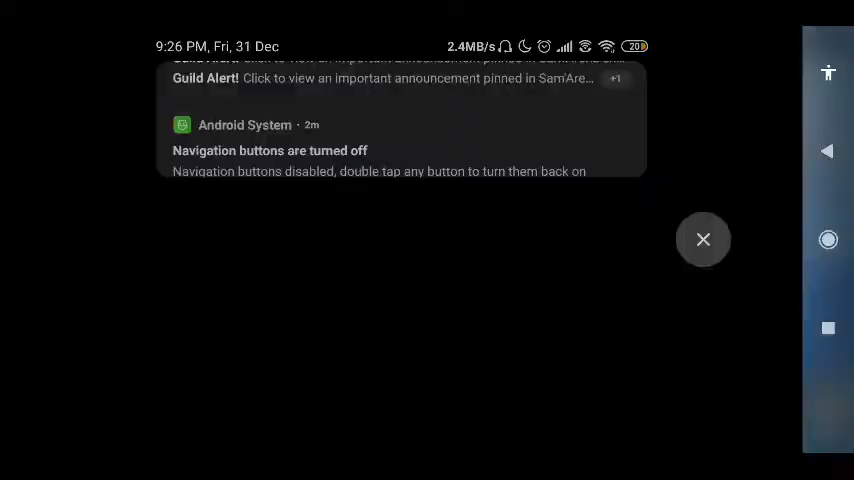 9:26 PM, Fri, 31 Dec 2.4MB/s 20
Guild Alert! Click to view an important announcement pinned in Sam'Are... +1
Android System · 2m
Navigation buttons are turned off
Navigation buttons disabled, double tap any button to turn them back on